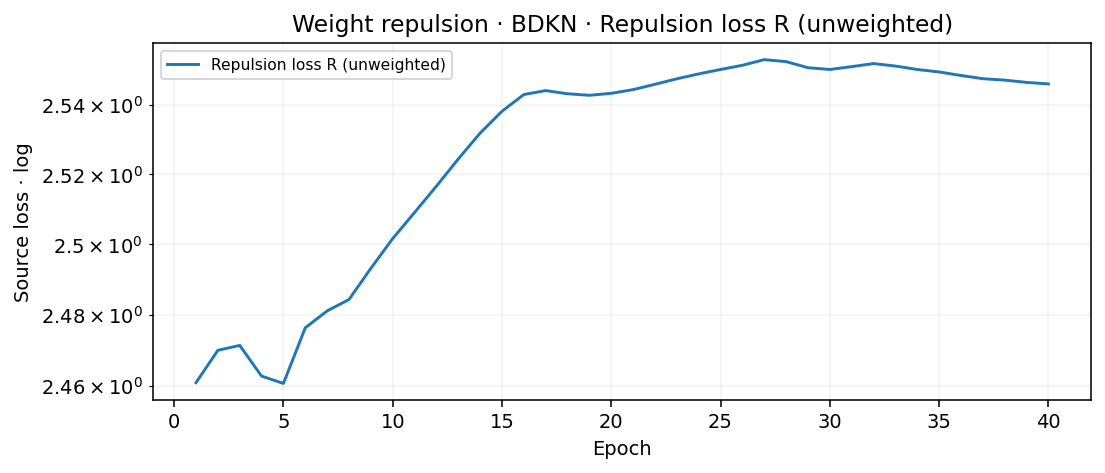 Weight repulsion · BDKN · Repulsion loss R (unweighted)
Repulsion loss R (unweighted)
Source loss · log
2.54 × 10⁰
2.52 × 10⁰
2.5 × 10⁰
2.48 × 10⁰
2.46 × 10⁰
0 5 10 15 20 25 30 35 40
Epoch